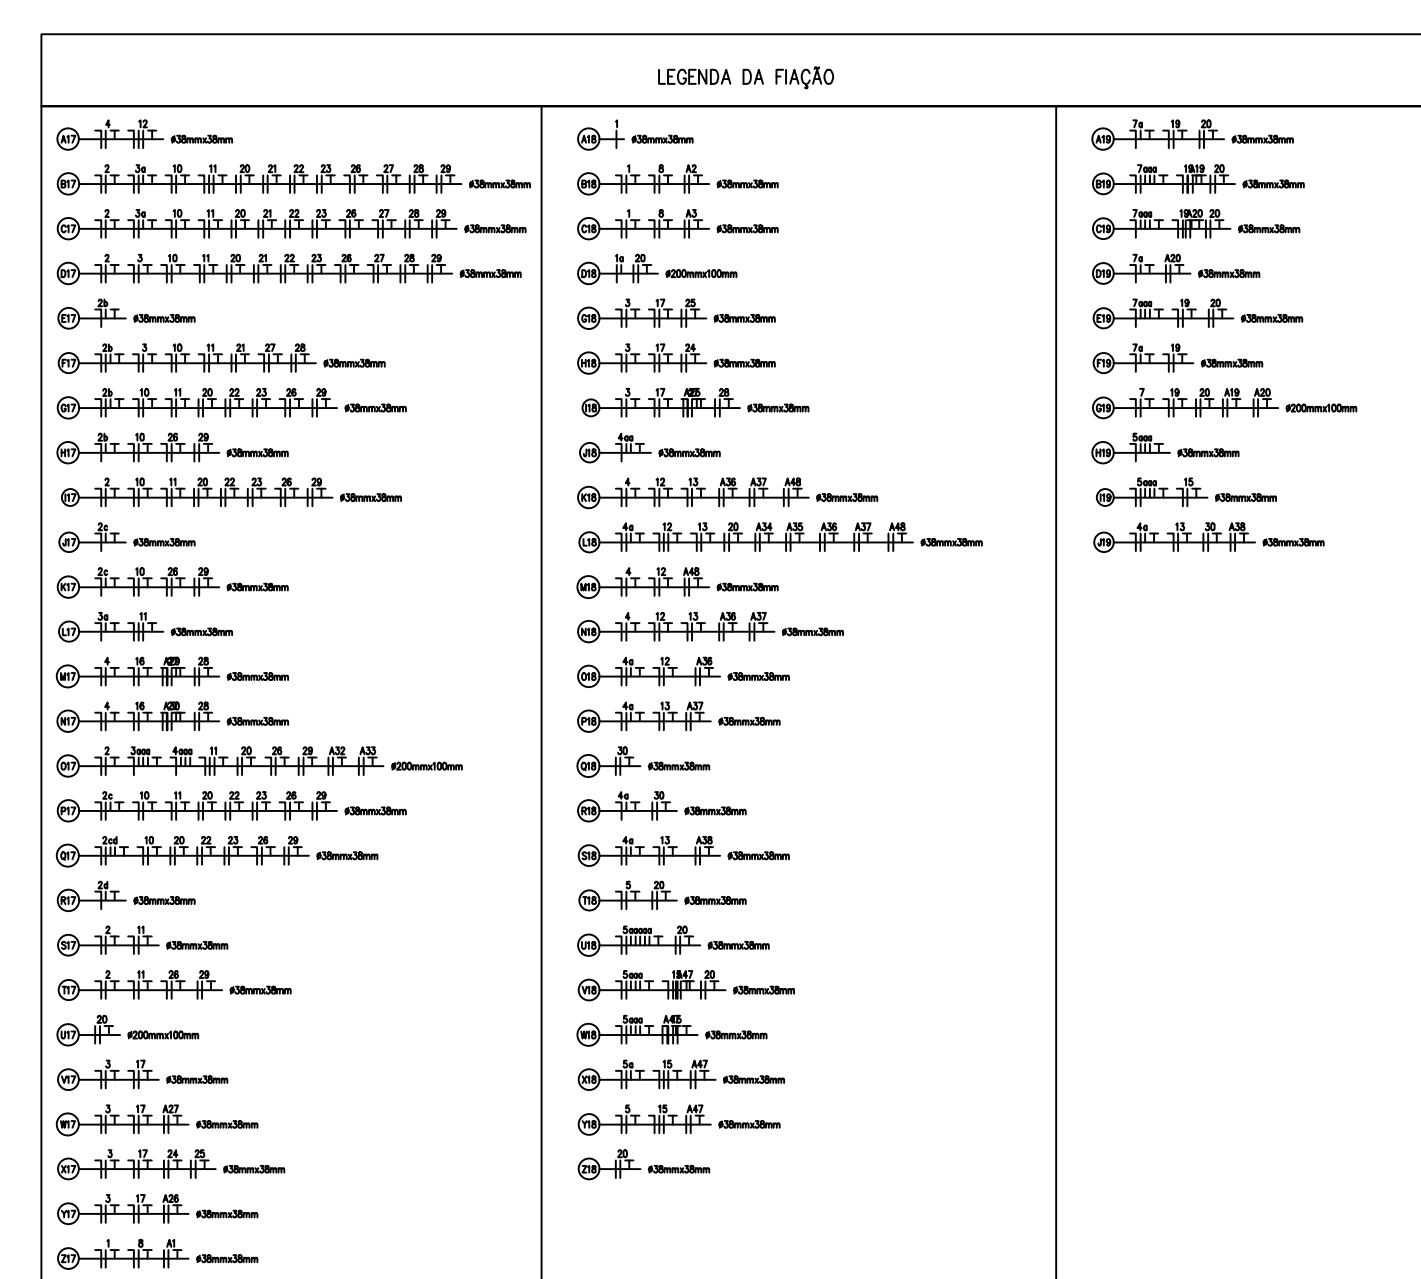 LEGENDA DA FIAÇÃO
A17 4 12 ø38mmx38mm
B17 2 3a 10 11 20 21 22 23 26 27 28 29 ø38mmx38mm
C17 2 3a 10 11 20 21 22 23 26 27 28 29 ø38mmx38mm
D17 2 3 10 11 20 21 22 23 26 27 28 29 ø38mmx38mm
E17 2b ø38mmx38mm
F17 2b 3 10 11 21 27 28 ø38mmx38mm
G17 2b 10 11 20 22 23 26 29 ø38mmx38mm
H17 2b 10 26 29 ø38mmx38mm
I17 2 10 11 20 22 23 26 29 ø38mmx38mm
J17 2c ø38mmx38mm
K17 2c 10 26 29 ø38mmx38mm
L17 3a 11 ø38mmx38mm
M17 4 16 28 ø38mmx38mm
N17 4 16 28 ø38mmx38mm
O17 2 3aaa 4aaa 11 20 26 29 A32 A33 ø200mmx100mm
P17 2c 10 11 20 22 23 26 29 ø38mmx38mm
Q17 2cd 10 20 22 23 26 29 ø38mmx38mm
R17 2d ø38mmx38mm
S17 2 11 ø38mmx38mm
T17 2 11 26 29 ø38mmx38mm
U17 20 ø200mmx100mm
V17 3 17 ø38mmx38mm
W17 3 17 A27 ø38mmx38mm
X17 3 17 24 25 ø38mmx38mm
Y17 3 17 A26 ø38mmx38mm
Z17 1 8 A1 ø38mmx38mm
A18 1 ø38mmx38mm
B18 1 8 A2 ø38mmx38mm
C18 1 8 A3 ø38mmx38mm
D18 1a 20 ø200mmx100mm
G18 3 17 25 ø38mmx38mm
H18 3 17 24 ø38mmx38mm
I18 3 17 28 ø38mmx38mm
J18 4aa ø38mmx38mm
K18 4 12 13 A36 A37 A48 ø38mmx38mm
L18 4a 12 13 20 A34 A35 A36 A37 A48 ø38mmx38mm
M18 4 12 A48 ø38mmx38mm
N18 4 12 13 A36 A37 ø38mmx38mm
O18 4a 12 A36 ø38mmx38mm
P18 4a 13 A37 ø38mmx38mm
Q18 30 ø38mmx38mm
R18 4a 30 ø38mmx38mm
S18 4a 13 A38 ø38mmx38mm
T18 5 20 ø38mmx38mm
U18 5aaaaa 20 ø38mmx38mm
V18 5aaa 20 ø38mmx38mm
W18 5aaa ø38mmx38mm
X18 5a 15 A47 ø38mmx38mm
Y18 5 15 A47 ø38mmx38mm
Z18 20 ø38mmx38mm
A19 7a 19 20 ø38mmx38mm
B19 7aaa 20 ø38mmx38mm
C19 7aaa 19 A20 20 ø38mmx38mm
D19 7a A20 ø38mmx38mm
E19 7aaa 19 20 ø38mmx38mm
F19 7a 19 ø38mmx38mm
G19 7 19 20 A19 A20 ø200mmx100mm
H19 5aaa ø38mmx38mm
I19 5aaa 15 ø38mmx38mm
J19 4a 13 30 A38 ø38mmx38mm